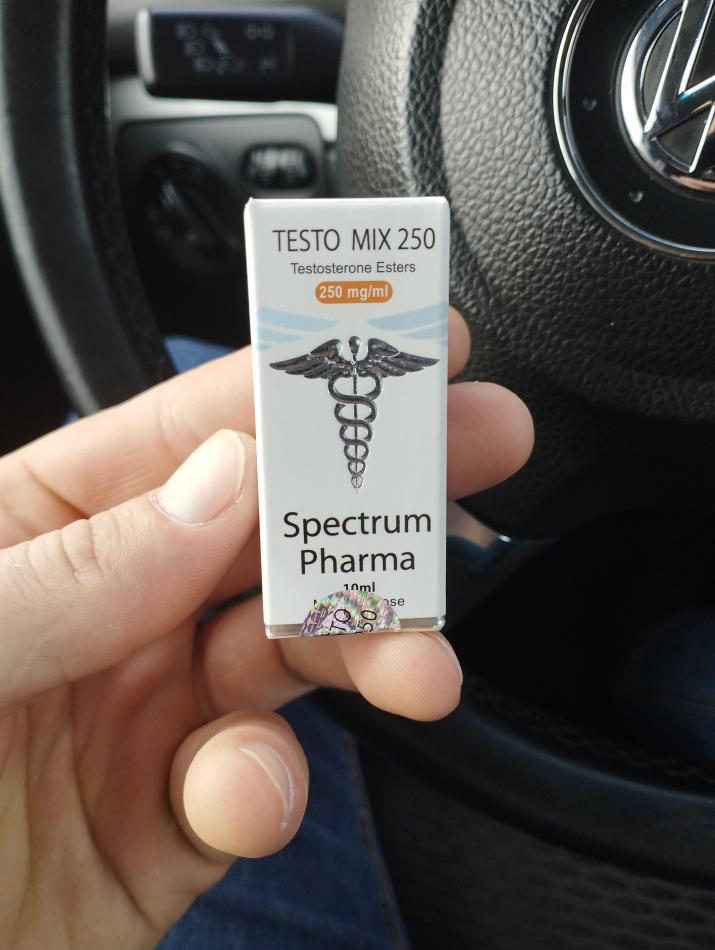 TESTO MIX 250
Testosterone Esters
250 mg/ml
Spectrum
Pharma
10ml